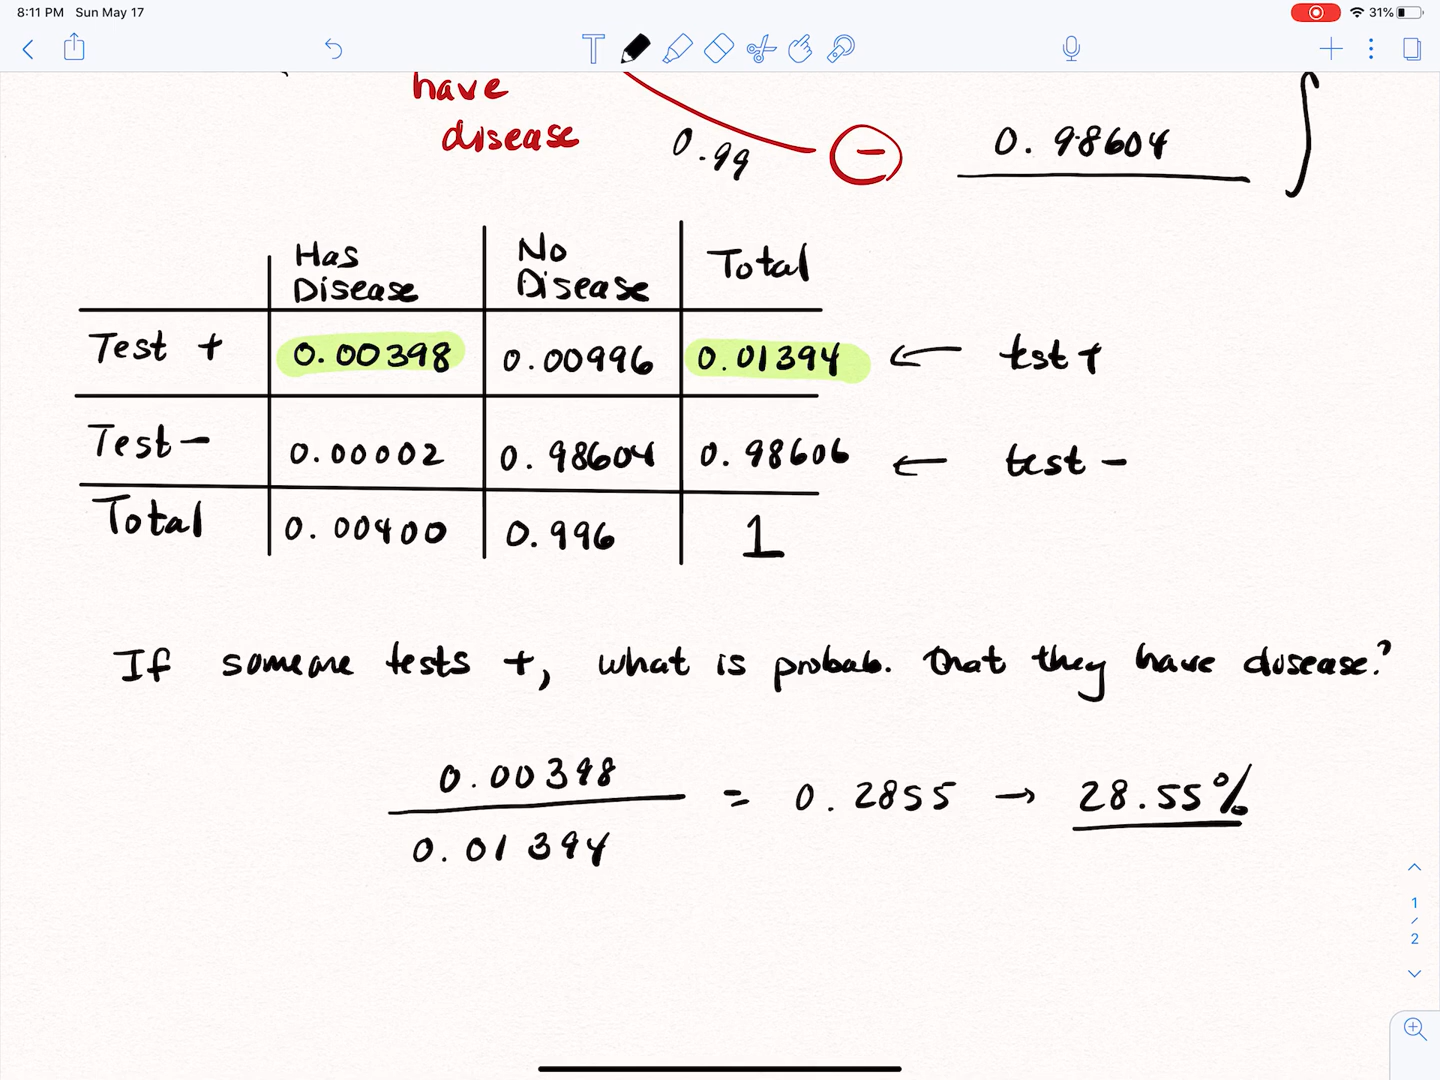 8:11 PM Sun May 17
31%
T
have
disease
0.99
−
0.98604
Has Disease
No Disease
Total
Test +
0.00398
0.00996
0.01394
← test +
Test −
0.00002
0.98604
0.98606
← test −
Total
0.00400
0.996
1
If someone tests +, what is probab. that they have disease?
0.00398
0.01394
= 0.2855 → 28.55%
1
/
2